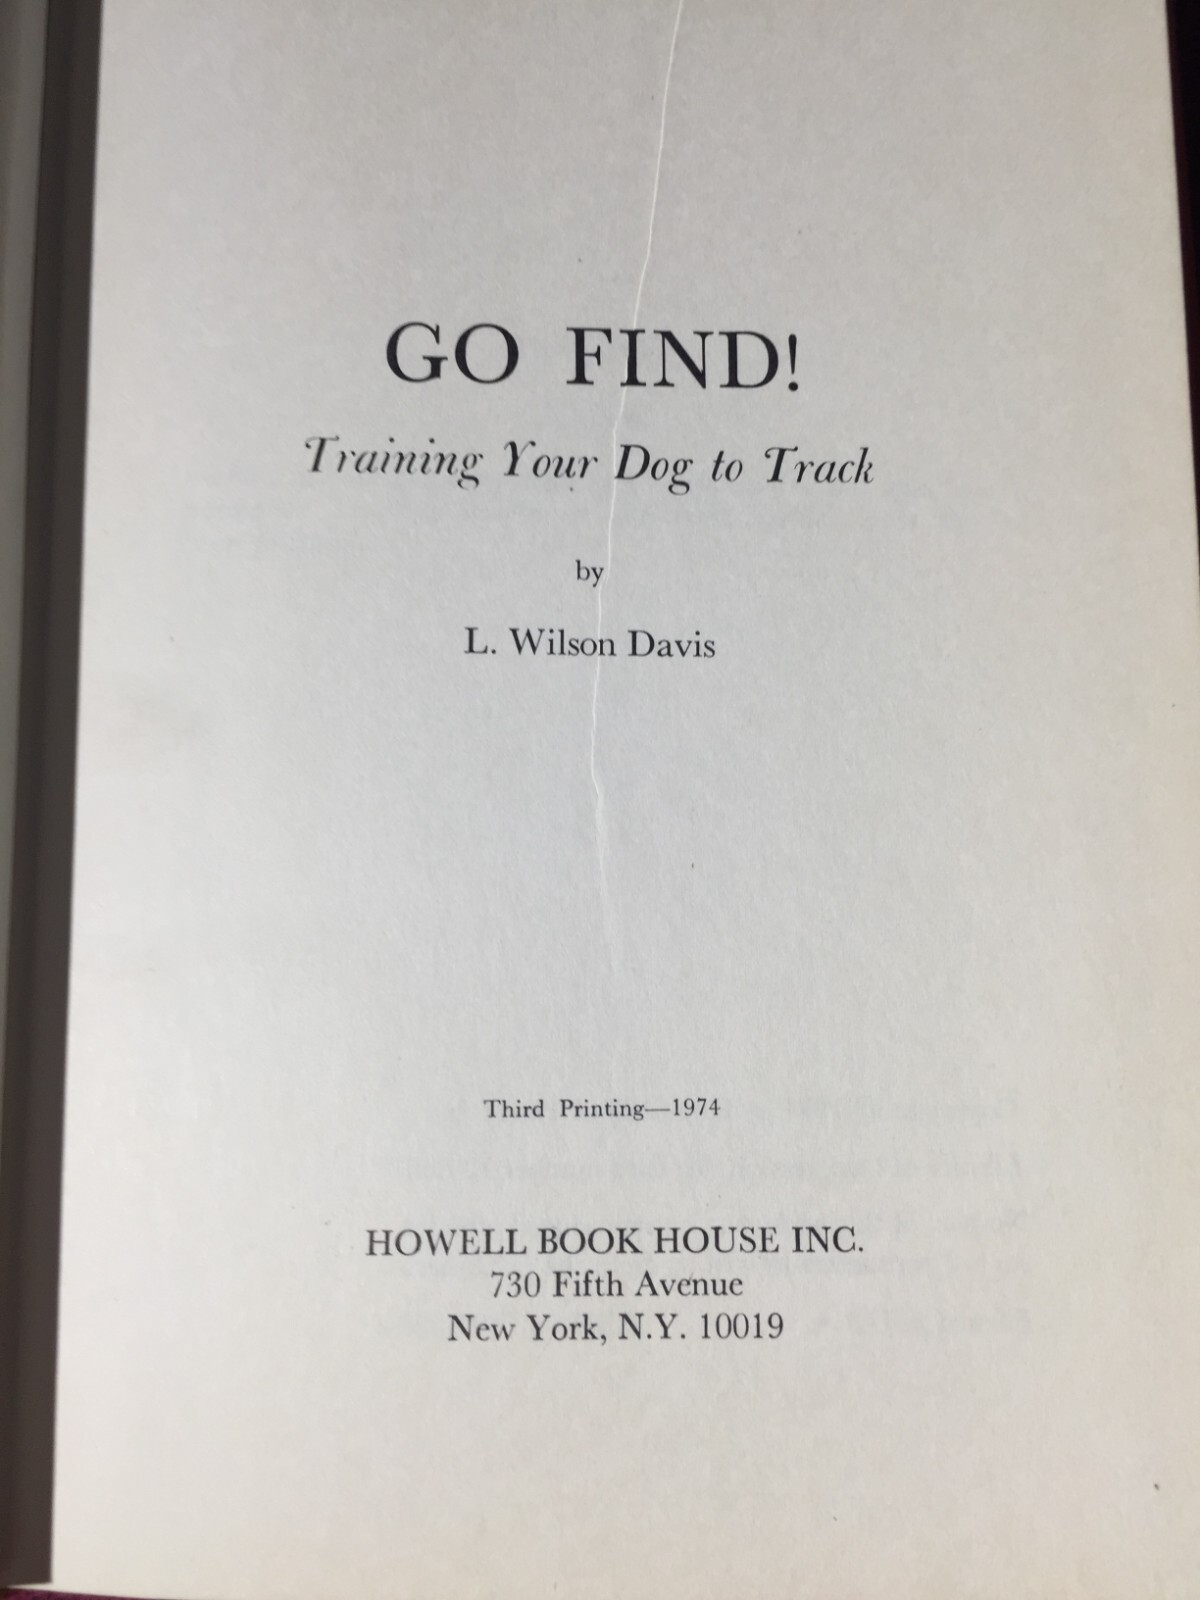 GO FIND!
Training Your Dog to Track
by
L. Wilson Davis
Third Printing—1974
HOWELL BOOK HOUSE INC.
730 Fifth Avenue
New York, N.Y. 10019